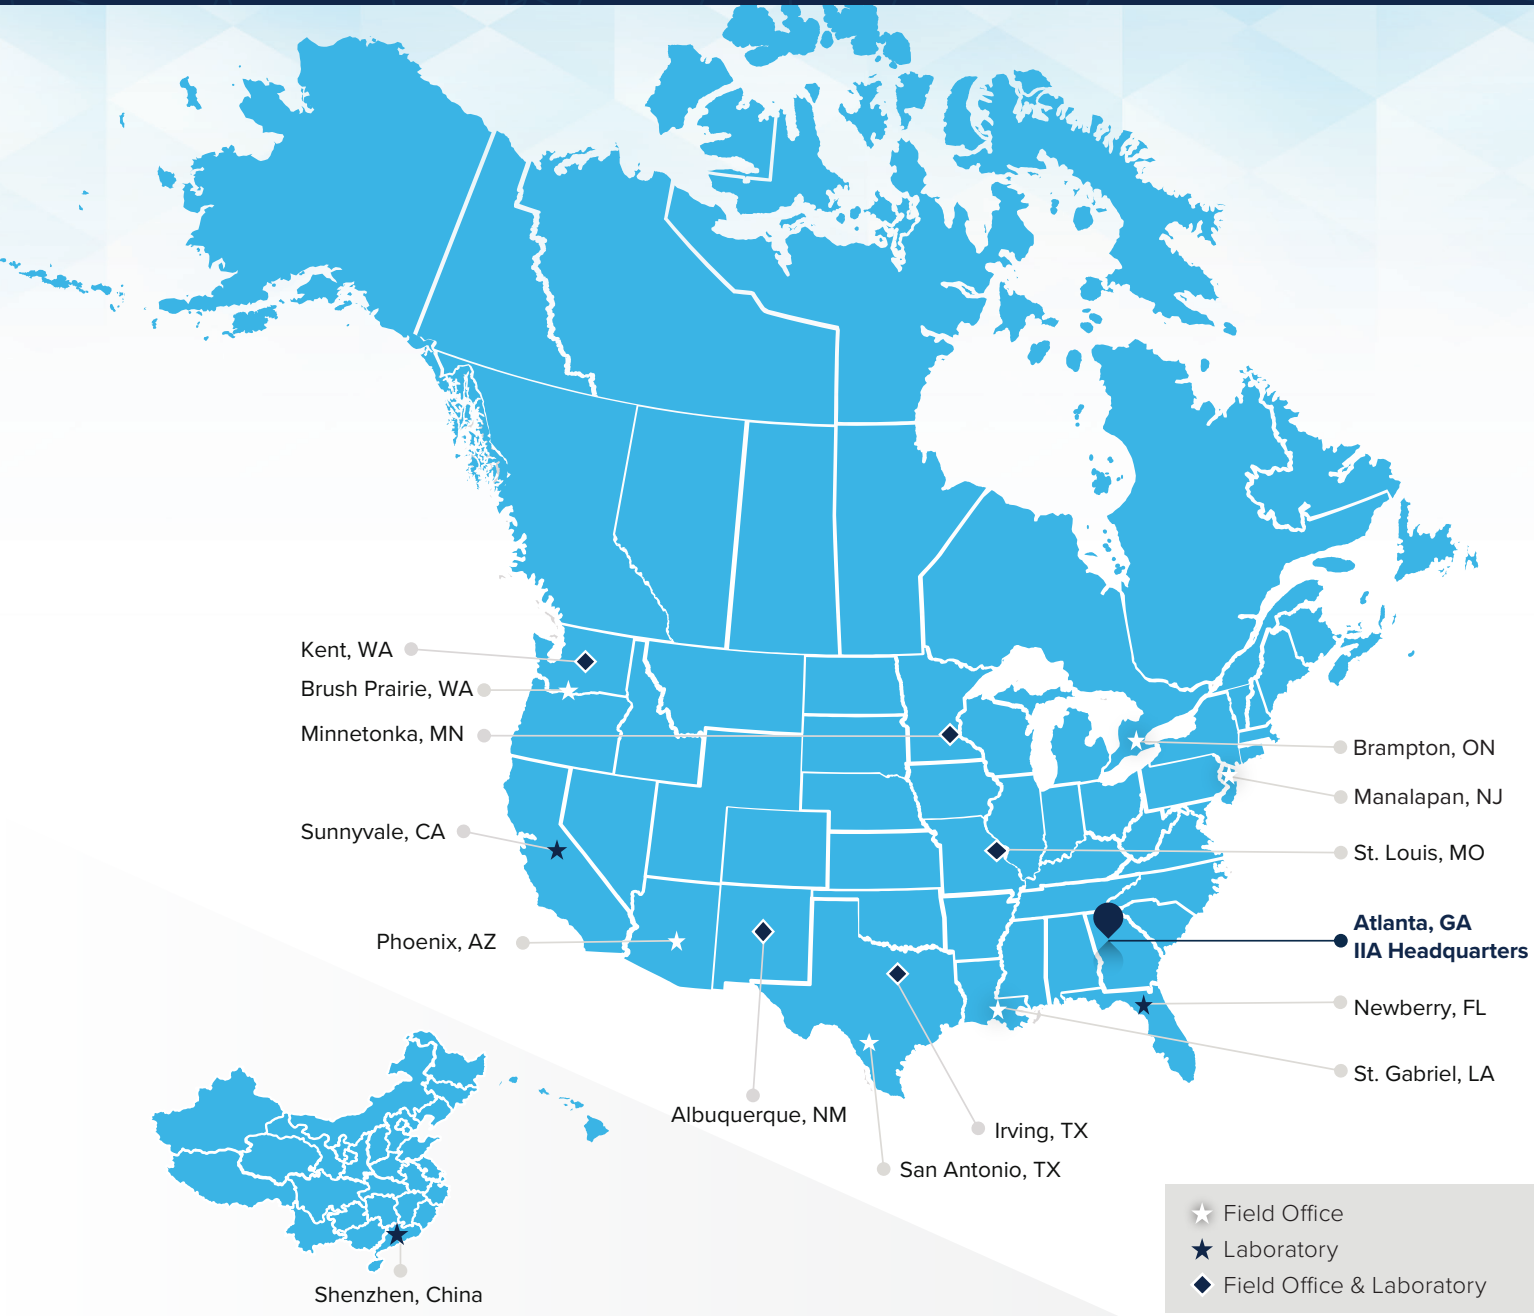 Kent, WA
Brush Prairie, WA
Minnetonka, MN
Sunnyvale, CA
Phoenix, AZ
Brampton, ON
Manalapan, NJ
St. Louis, MO
Atlanta, GA
IIA Headquarters
Newberry, FL
St. Gabriel, LA
Albuquerque, NM
Irving, TX
San Antonio, TX
Shenzhen, China
Field Office
Laboratory
Field Office & Laboratory